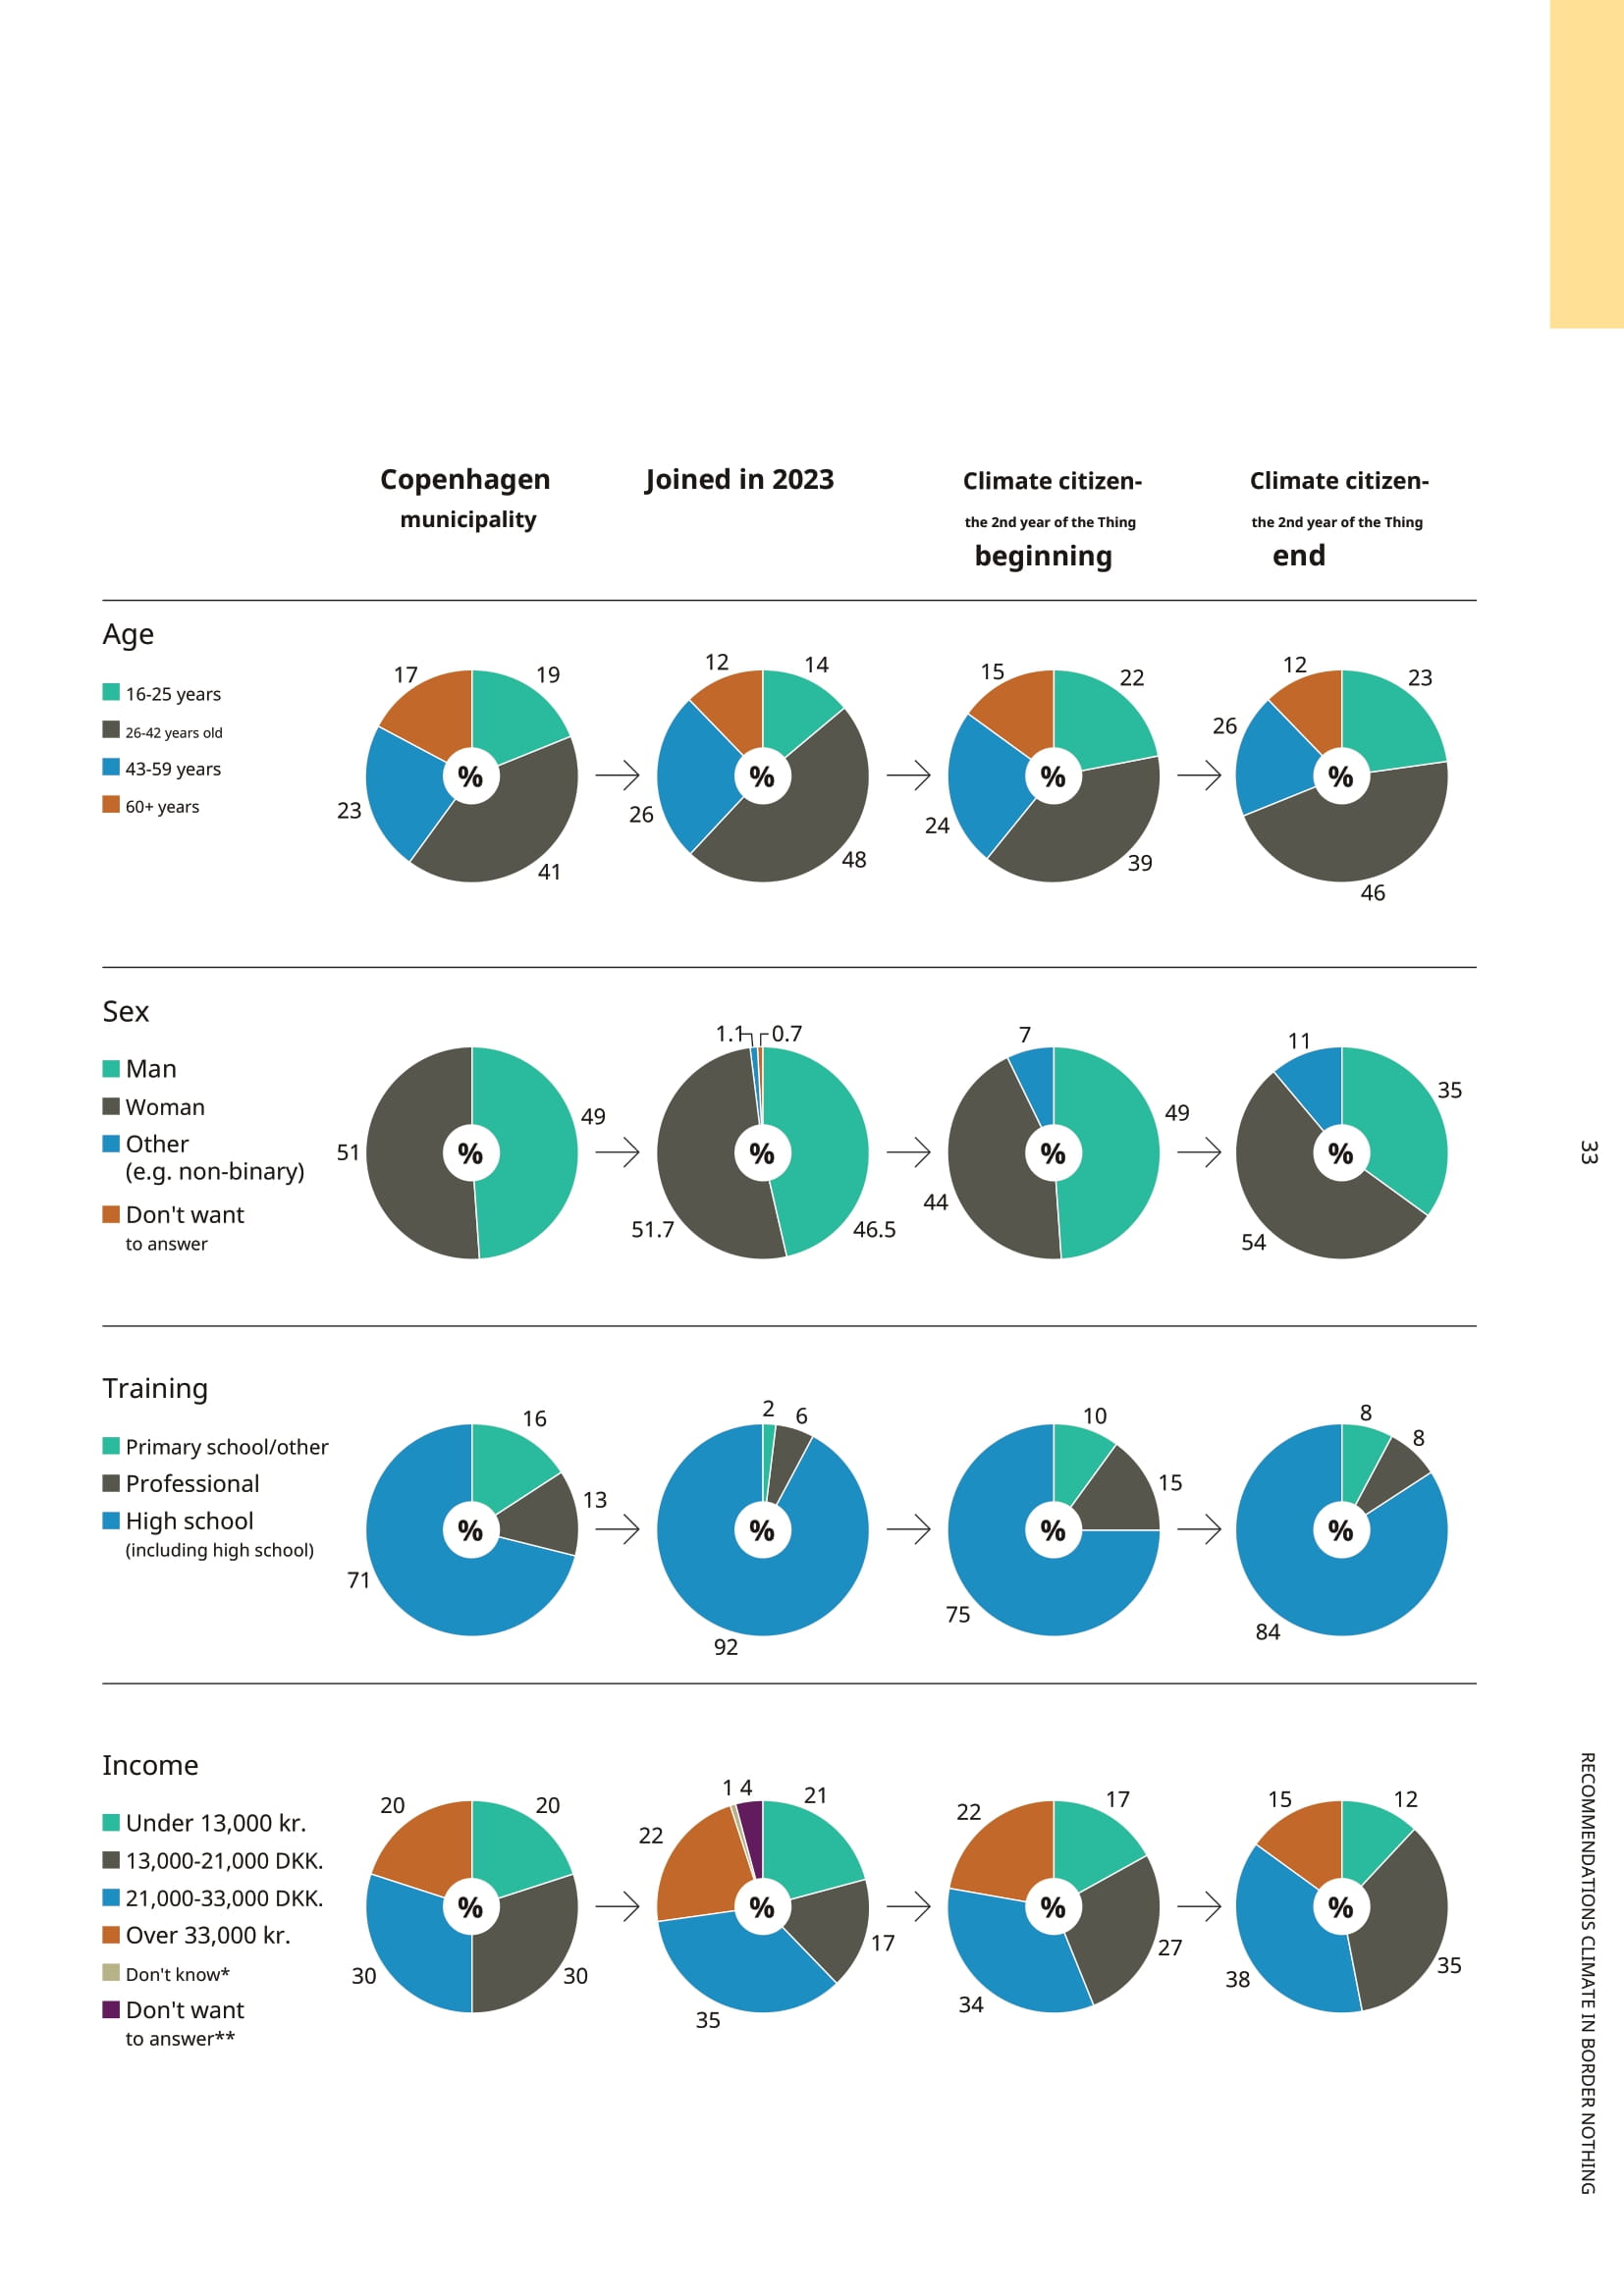 Copenhagen
municipality
Joined in 2023
Climate citizen-
the 2nd year of the Thing
beginning
Climate citizen-
the 2nd year of the Thing
end
Age
16-25 years
26-42 years old
43-59 years
60+ years
17
19
23
41
%
12
14
26
48
%
15
22
24
39
%
12
23
26
46
%
Sex
Man
Woman
Other
(e.g. non-binary)
Don't want
to answer
51
49
%
1.1
0.7
51.7
46.5
%
7
49
44
%
11
35
54
%
33
Training
Primary school/other
Professional
High school
(including high school)
16
13
71
%
2
6
92
%
10
15
75
%
8
8
84
%
Income
Under 13,000 kr.
13,000-21,000 DKK.
21,000-33,000 DKK.
Over 33,000 kr.
Don't know*
Don't want
to answer**
20
20
30
30
%
1 4
21
22
17
35
%
22
17
27
34
%
15
12
38
35
%
RECOMMENDATIONS CLIMATE IN BORDER NOTHING